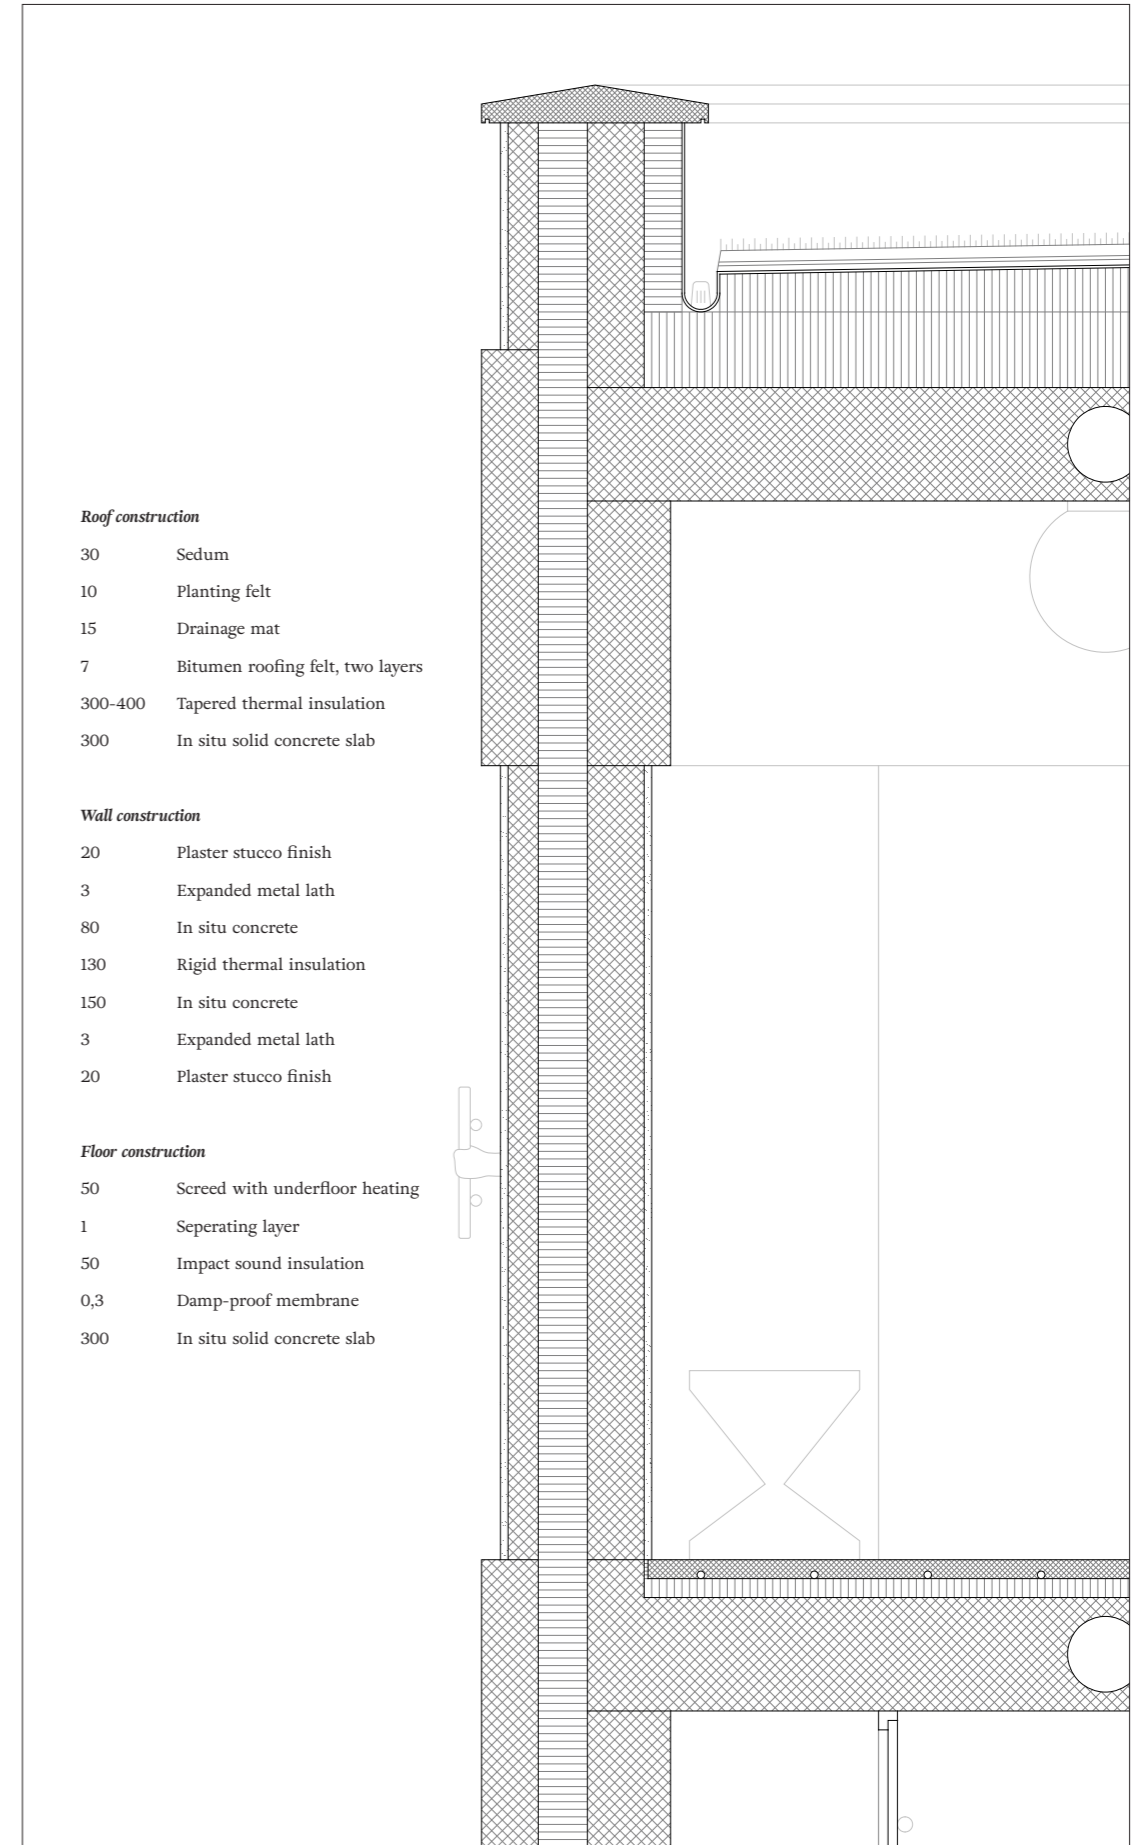 Roof construction
30 Sedum
10 Planting felt
15 Drainage mat
7 Bitumen roofing felt, two layers
300-400 Tapered thermal insulation
300 In situ solid concrete slab
Wall construction
20 Plaster stucco finish
3 Expanded metal lath
80 In situ concrete
130 Rigid thermal insulation
150 In situ concrete
3 Expanded metal lath
20 Plaster stucco finish
Floor construction
50 Screed with underfloor heating
1 Seperating layer
50 Impact sound insulation
0,3 Damp-proof membrane
300 In situ solid concrete slab